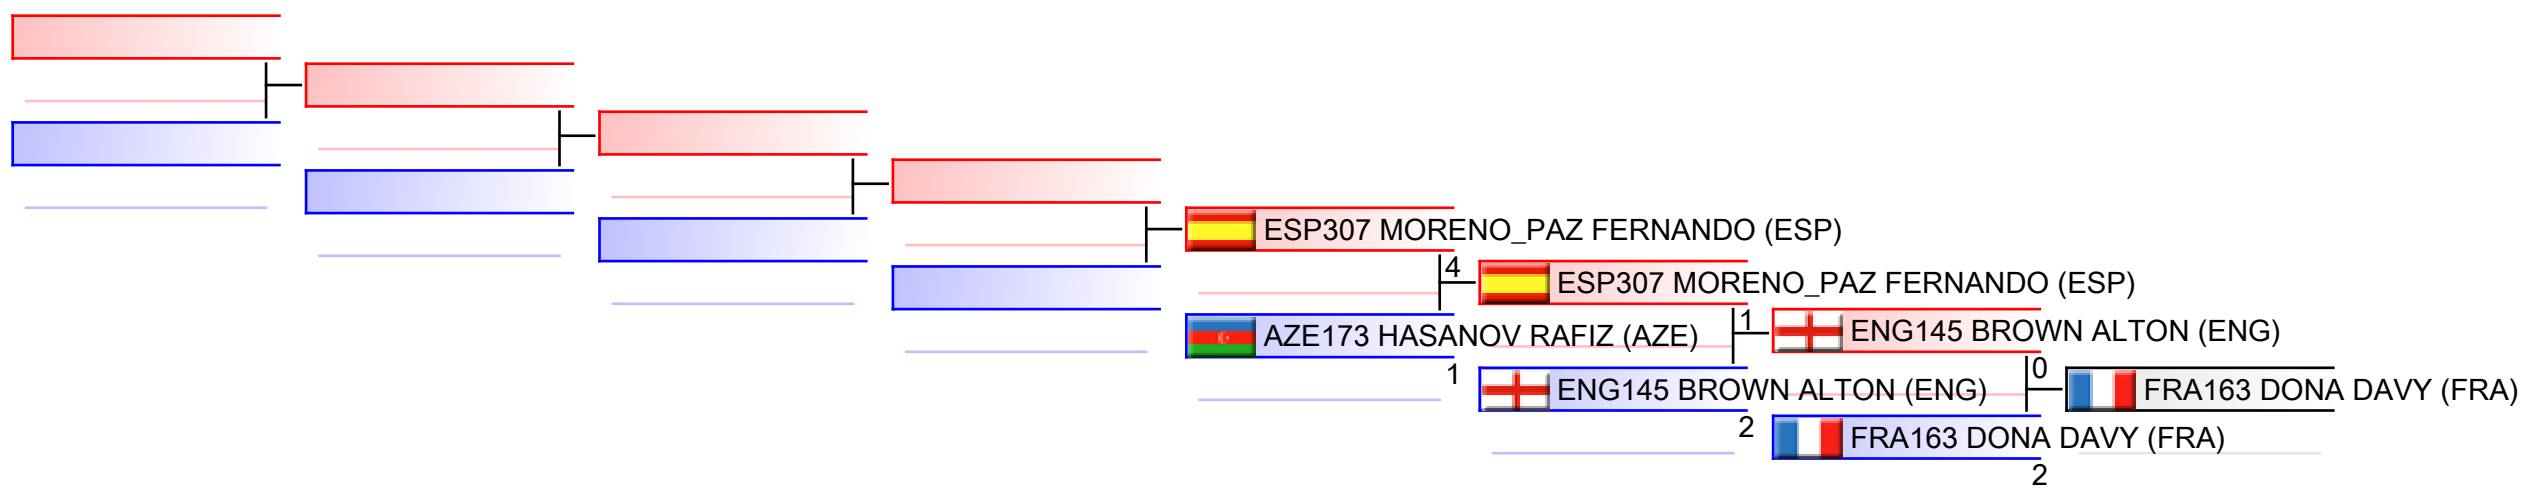 ESP307 MORENO_PAZ FERNANDO (ESP)
4
ESP307 MORENO_PAZ FERNANDO (ESP)
AZE173 HASANOV RAFIZ (AZE)
1
1
ENG145 BROWN ALTON (ENG)
ENG145 BROWN ALTON (ENG)
2
0
FRA163 DONA DAVY (FRA)
FRA163 DONA DAVY (FRA)
2